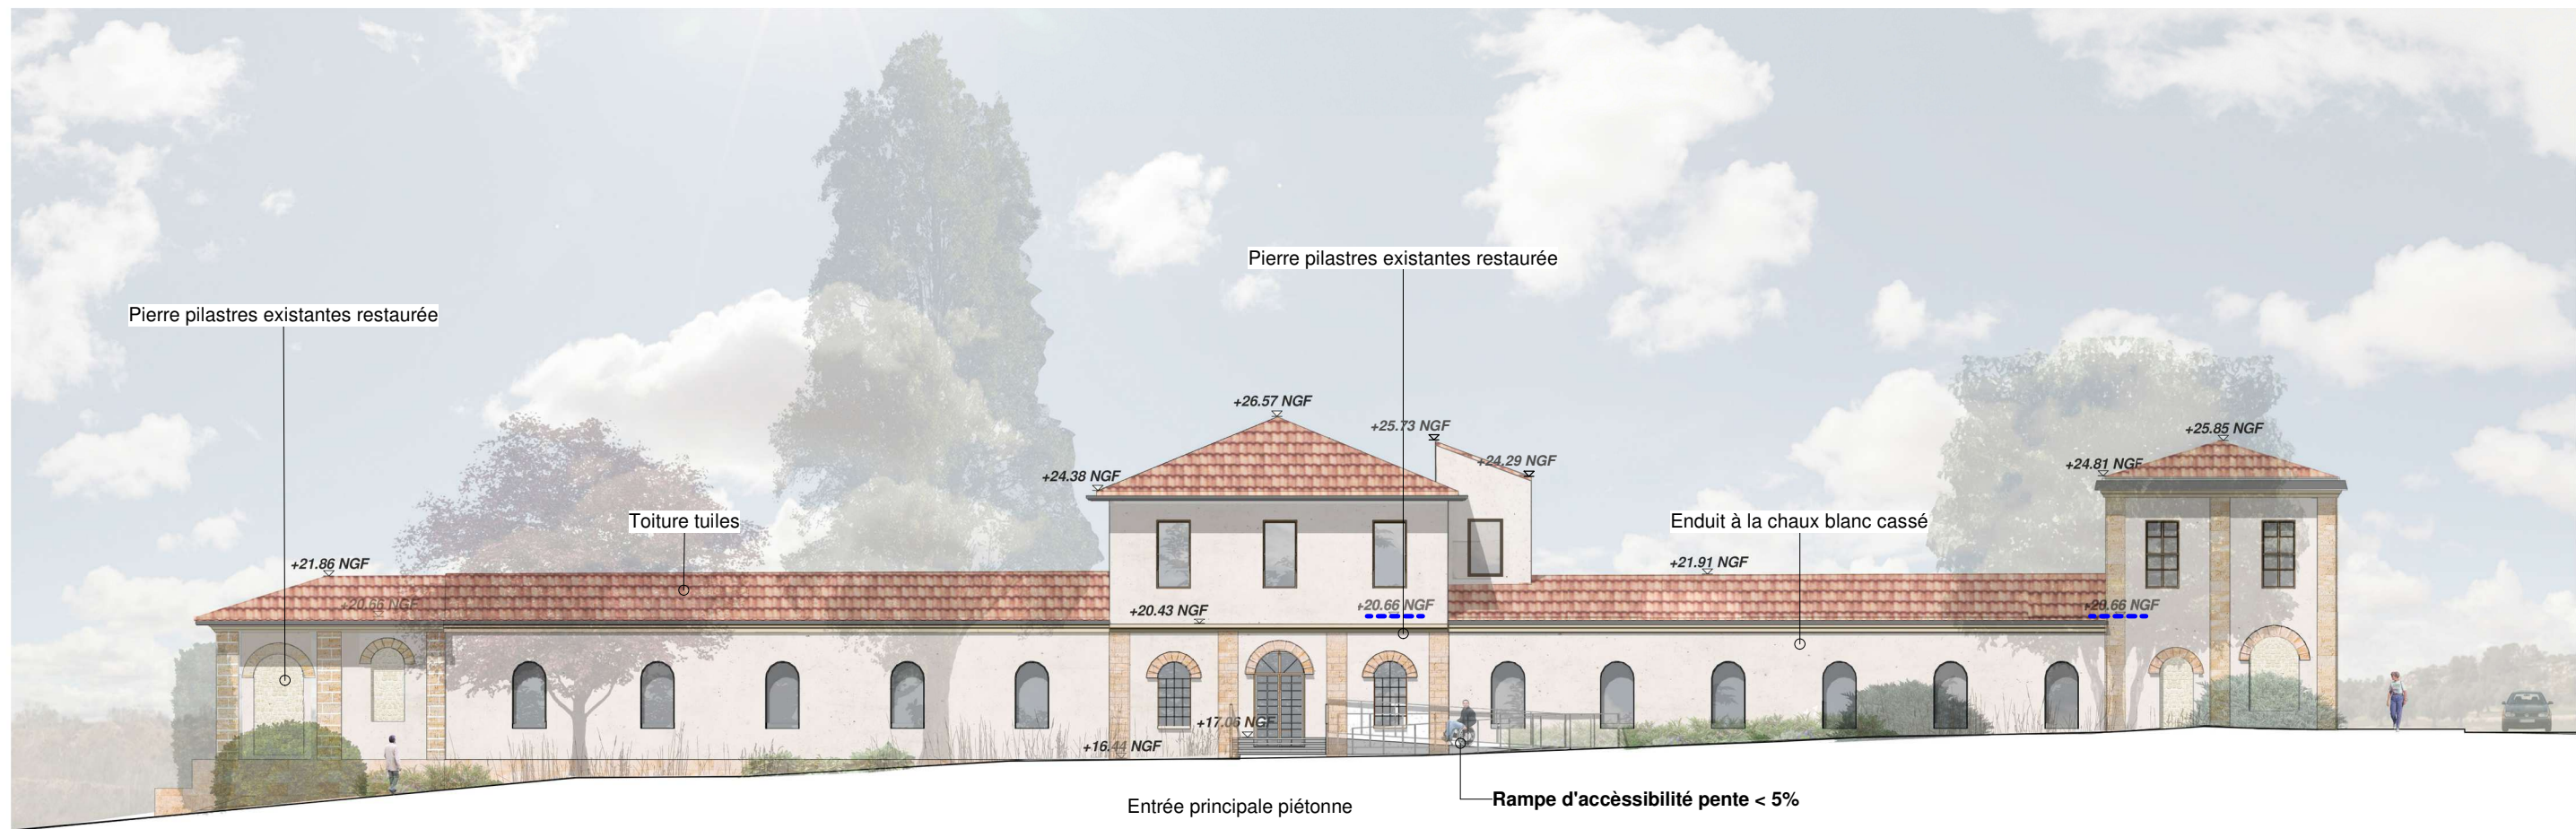 Pierre pilastres existantes restaurée
Pierre pilastres existantes restaurée
+26.57 NGF
+25.73 NGF
+25.85 NGF
+24.29 NGF
+24.81 NGF
+24.38 NGF
Toiture tuiles
Enduit à la chaux blanc cassé
+21.86 NGF
+21.91 NGF
+20.66 NGF
+20.43 NGF
+20.66 NGF
+20.66 NGF
+17.06 NGF
+16.44 NGF
Rampe d'accèssibilité pente < 5%
Entrée principale piétonne